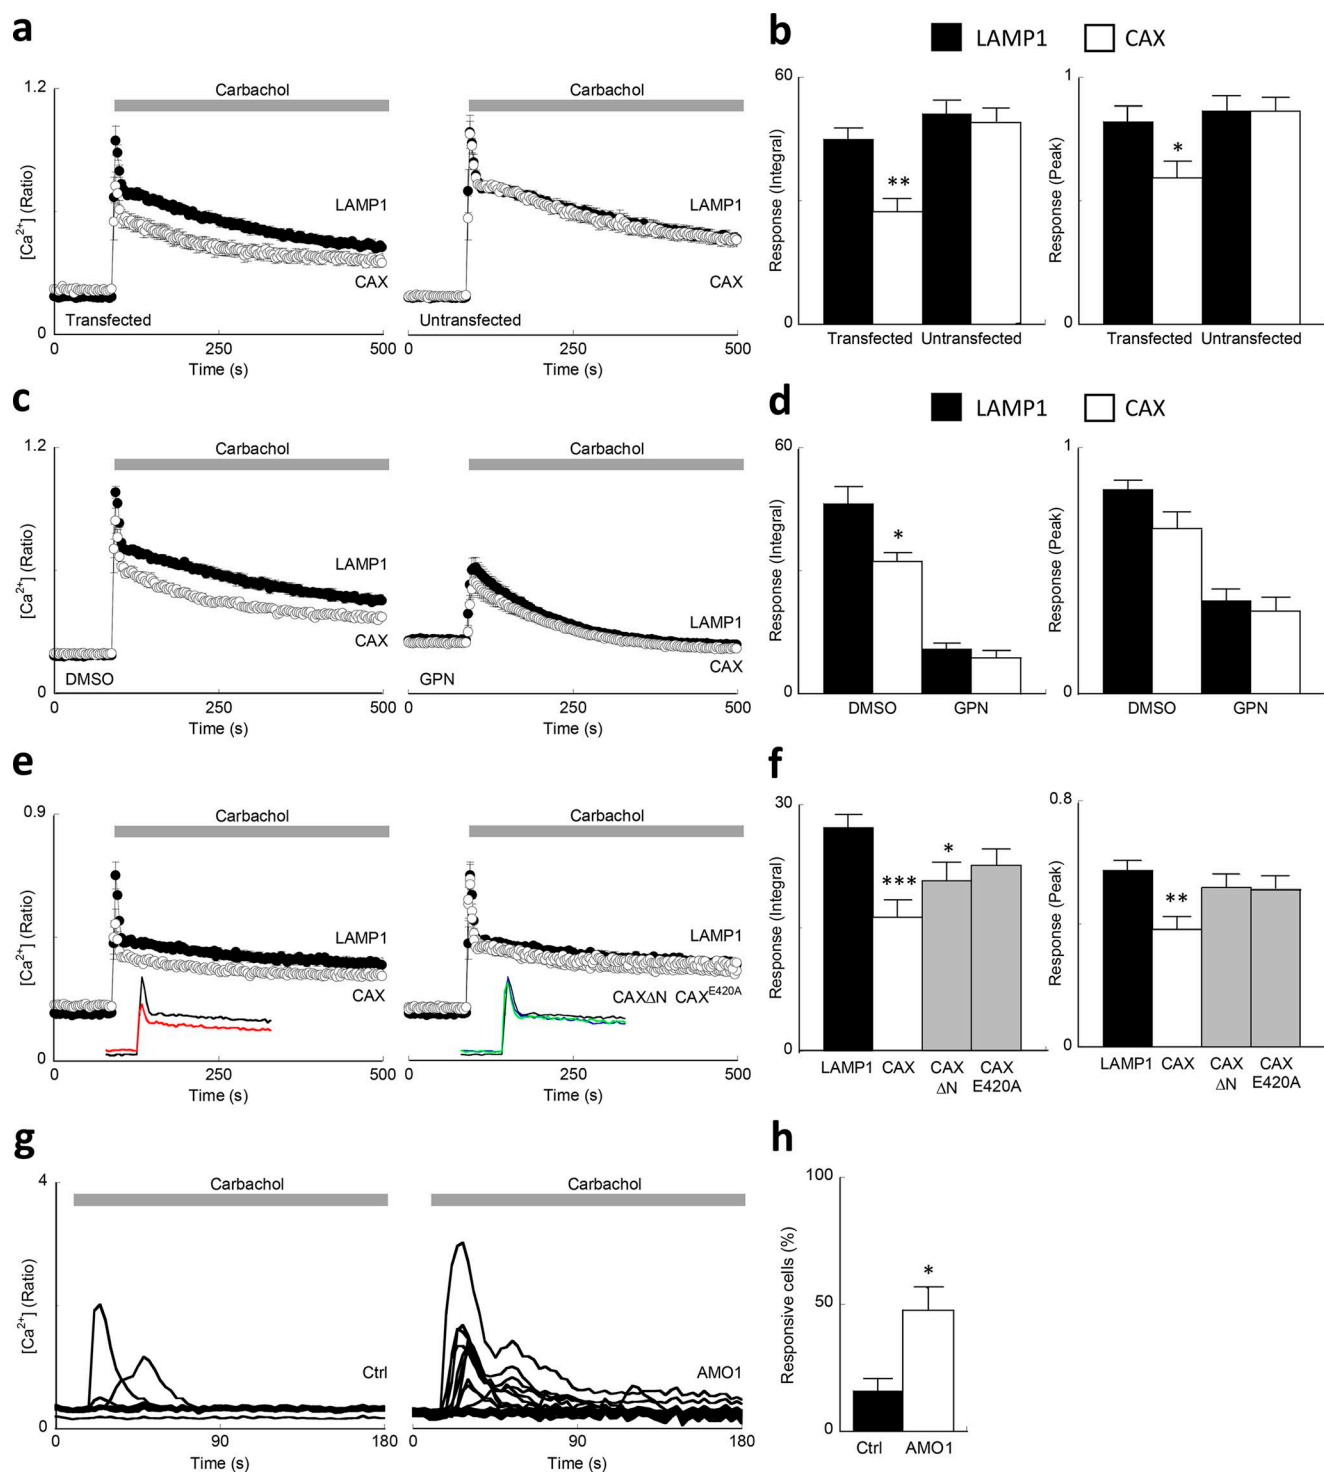 a
1.2
Carbachol
Carbachol
[Ca²⁺] (Ratio)
LAMP1
CAX
LAMP1
CAX
Transfected
Untransfected
0
0
250
500
0
250
500
Time (s)
Time (s)
b
LAMP1
CAX
60
Response (Integral)
**
0
Transfected
Untransfected
1
Response (Peak)
*
0
Transfected
Untransfected
c
1.2
Carbachol
Carbachol
[Ca²⁺] (Ratio)
LAMP1
CAX
LAMP1
CAX
DMSO
GPN
0
0
250
500
0
250
500
Time (s)
Time (s)
d
LAMP1
CAX
60
Response (Integral)
*
0
DMSO
GPN
1
Response (Peak)
0
DMSO
GPN
e
0.9
Carbachol
Carbachol
[Ca²⁺] (Ratio)
LAMP1
CAX
LAMP1
CAXΔN CAX^E420A
0
0
250
500
0
250
500
Time (s)
Time (s)
f
30
Response (Integral)
***
*
0
LAMP1
CAX
CAX
ΔN
CAX
E420A
0.8
Response (Peak)
**
0
LAMP1
CAX
CAX
ΔN
CAX
E420A
g
4
Carbachol
Carbachol
[Ca²⁺] (Ratio)
Ctrl
AMO1
0
0
90
180
0
90
180
Time (s)
Time (s)
h
100
Responsive cells (%)
50
*
0
Ctrl
AMO1